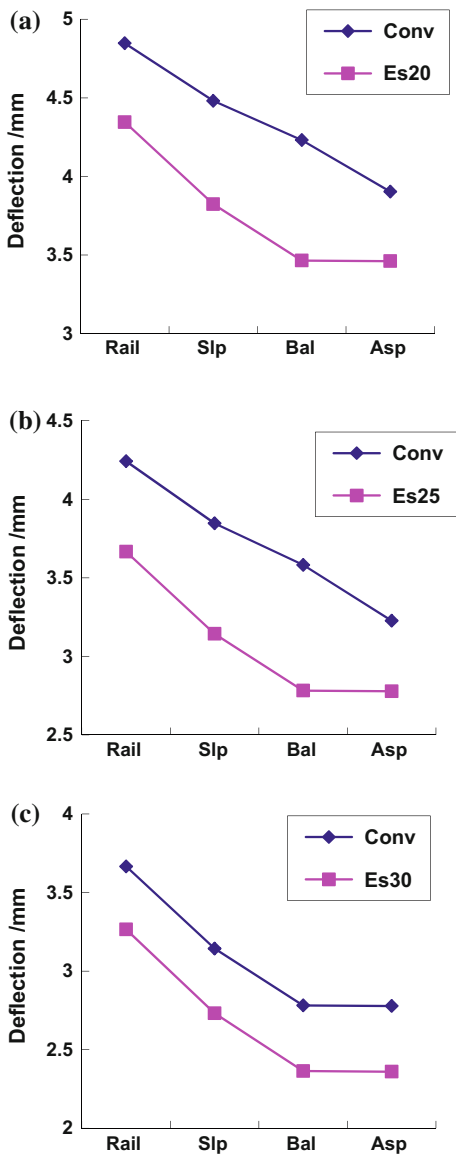 (a)
5
4.5
4
3.5
3
Deflection /mm
Conv
Es20
Rail Slp Bal Asp
(b)
4.5
4
3.5
3
2.5
Deflection /mm
Conv
Es25
Rail Slp Bal Asp
(c)
4
3.5
3
2.5
2
Deflection /mm
Conv
Es30
Rail Slp Bal Asp